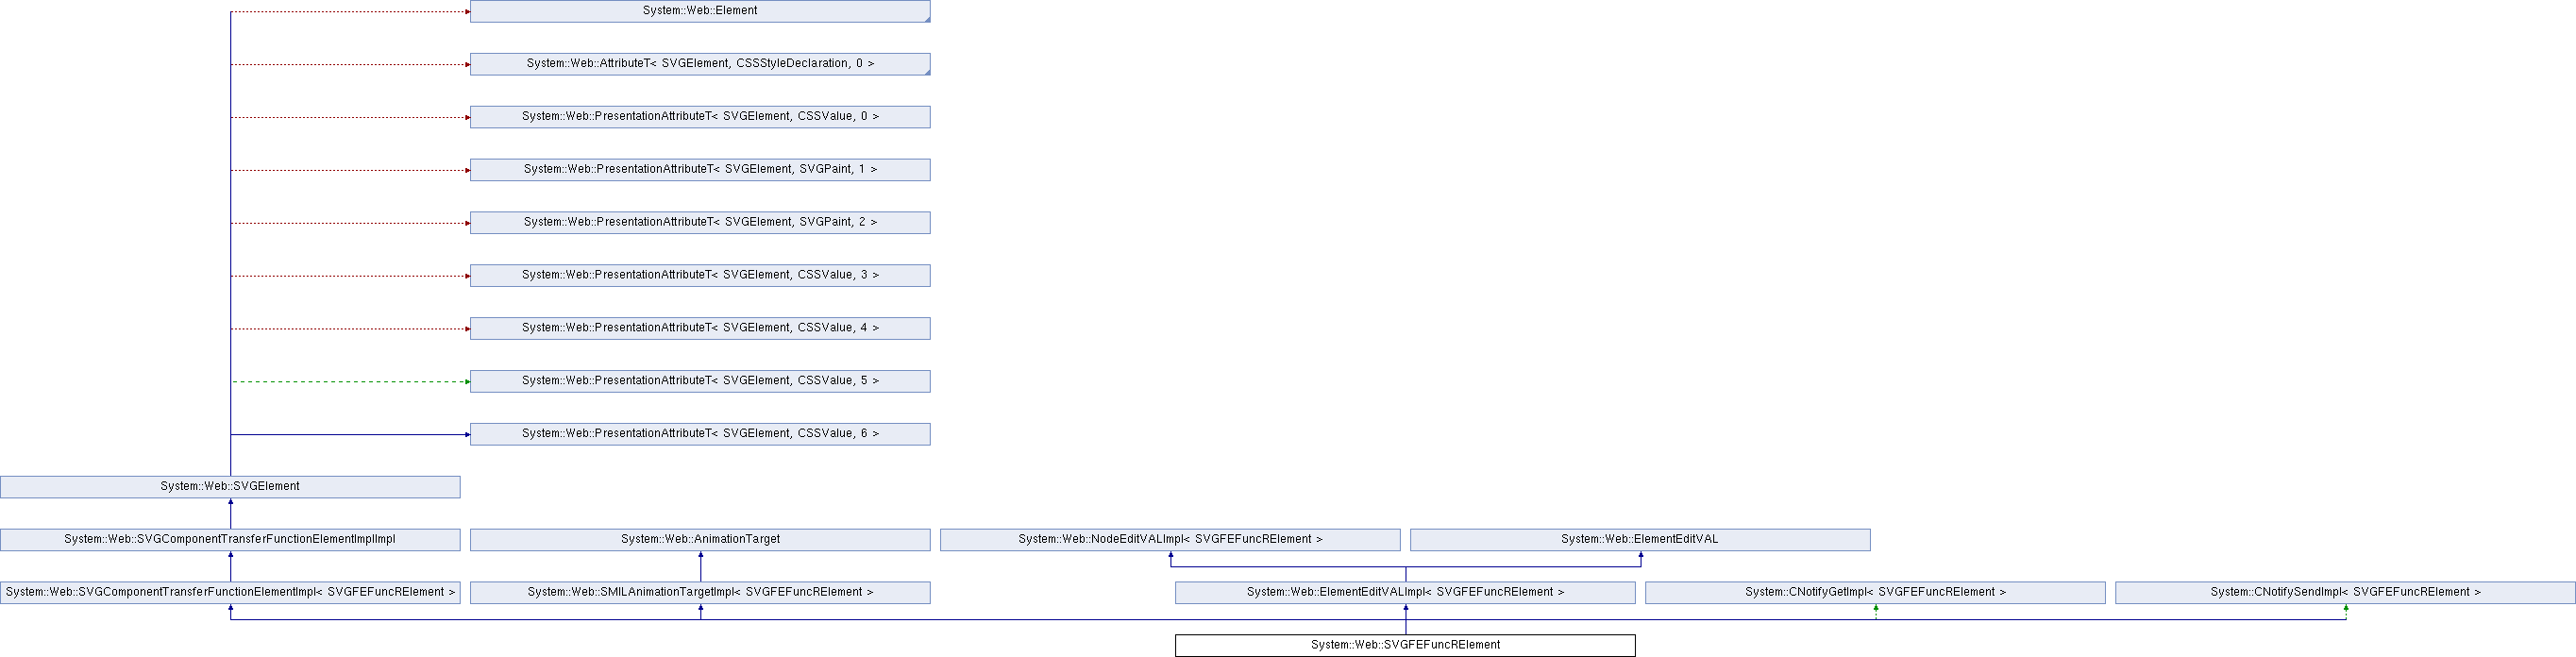 System::Web::Element
System::Web::AttributeT< SVGElement, CSSStyleDeclaration, 0 >
System::Web::PresentationAttributeT< SVGElement, CSSValue, 0 >
System::Web::PresentationAttributeT< SVGElement, SVGPaint, 1 >
System::Web::PresentationAttributeT< SVGElement, SVGPaint, 2 >
System::Web::PresentationAttributeT< SVGElement, CSSValue, 3 >
System::Web::PresentationAttributeT< SVGElement, CSSValue, 4 >
System::Web::PresentationAttributeT< SVGElement, CSSValue, 5 >
System::Web::PresentationAttributeT< SVGElement, CSSValue, 6 >
System::Web::SVGElement
System::Web::SVGComponentTransferFunctionElementImplImpl
System::Web::AnimationTarget
System::Web::NodeEditVALImpl< SVGFEFuncRElement >
System::Web::ElementEditVAL
System::Web::SVGComponentTransferFunctionElementImpl< SVGFEFuncRElement >
System::Web::SMILAnimationTargetImpl< SVGFEFuncRElement >
System::Web::ElementEditVALImpl< SVGFEFuncRElement >
System::CNotifyGetImpl< SVGFEFuncRElement >
System::CNotifySendImpl< SVGFEFuncRElement >
System::Web::SVGFEFuncRElement